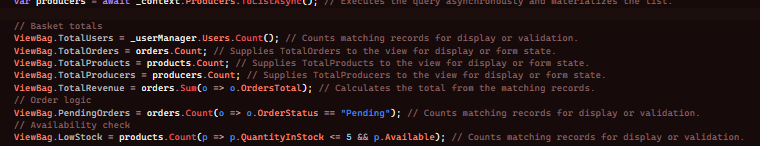 var producers = await _context.Producers.ToListAsync(); // Executes the query asynchronously and materializes the list.
// Basket totals
ViewBag.TotalUsers = _userManager.Users.Count(); // Counts matching records for display or validation.
ViewBag.TotalOrders = orders.Count; // Supplies TotalOrders to the view for display or form state.
ViewBag.TotalProducts = products.Count; // Supplies TotalProducts to the view for display or form state.
ViewBag.TotalProducers = producers.Count; // Supplies TotalProducers to the view for display or form state.
ViewBag.TotalRevenue = orders.Sum(o => o.OrdersTotal); // Calculates the total from the matching records.
// Order logic
ViewBag.PendingOrders = orders.Count(o => o.OrderStatus == "Pending"); // Counts matching records for display or validation.
// Availability check
ViewBag.LowStock = products.Count(p => p.QuantityInStock <= 5 && p.Available); // Counts matching records for display or validation.